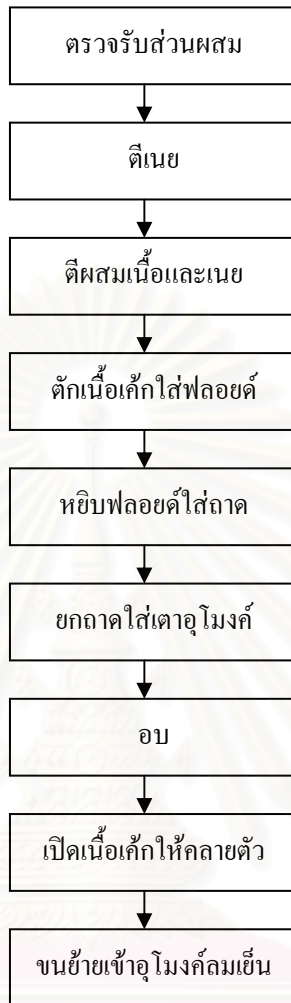 ตรวจรับส่วนผสม
ตีเนย
ตีผสมเนื้อและเนย
ตักเนื้อเค้กใส่ฟลอยด์
หยิบฟลอยด์ใส่ถาด
ยกถาดใส่เตาอุโมงค์
อบ
เปิดเนื้อเค้กให้คลายตัว
ขนย้ายเข้าอุโมงค์ลมเย็น